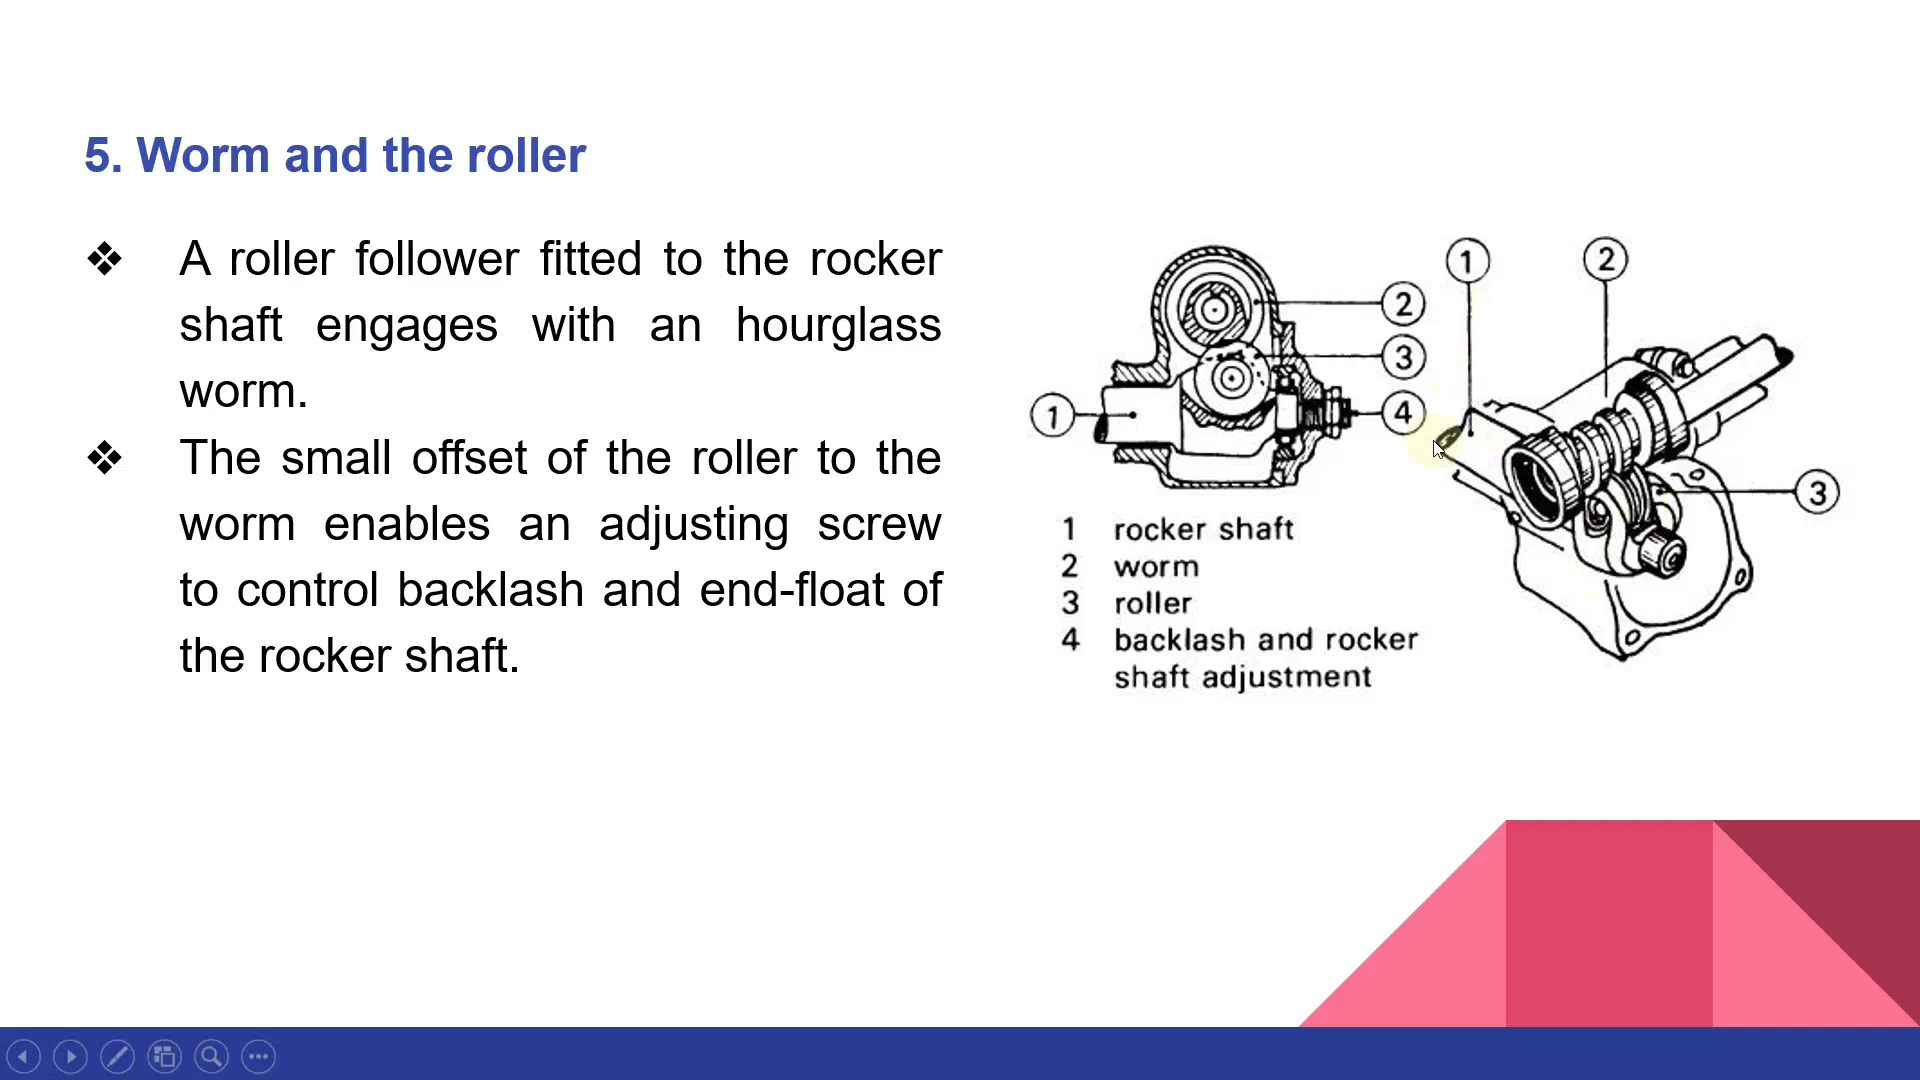 5. Worm and the roller
❖ A roller follower fitted to the rocker
shaft engages with an hourglass
worm.
❖ The small offset of the roller to the
worm enables an adjusting screw
to control backlash and end-float of
the rocker shaft.
1
2
3
4
1
2
3
1 rocker shaft
2 worm
3 roller
4 backlash and rocker
shaft adjustment